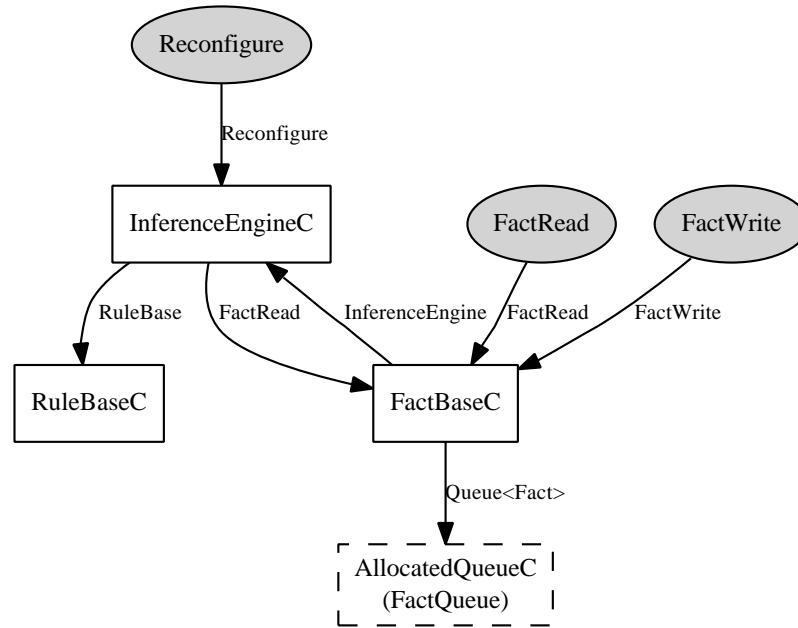 Reconfigure
Reconfigure
InferenceEngineC
FactRead
FactWrite
RuleBase
FactRead
InferenceEngine
FactRead
FactWrite
RuleBaseC
FactBaseC
Queue<Fact>
AllocatedQueueC
(FactQueue)